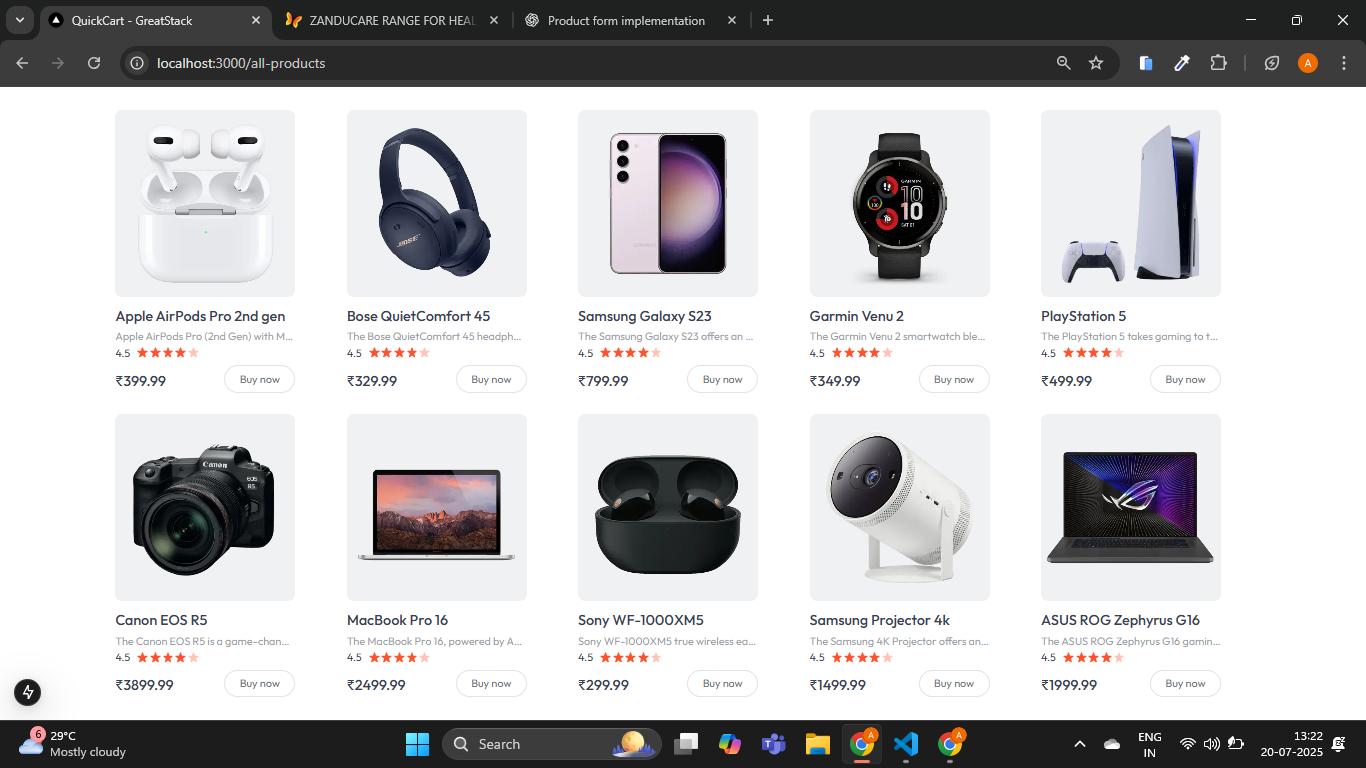 QuickCart - GreatStack
ZANDUCARE RANGE FOR HEAL
Product form implementation
localhost:3000/all-products
A
BOSE
GARMIN
10
10
Canon
EOS
R5
Apple AirPods Pro 2nd gen
Apple AirPods Pro (2nd Gen) with M...
4.5
₹399.99
Buy now
Bose QuietComfort 45
The Bose QuietComfort 45 headph...
4.5
₹329.99
Buy now
Samsung Galaxy S23
The Samsung Galaxy S23 offers an ...
4.5
₹799.99
Buy now
Garmin Venu 2
The Garmin Venu 2 smartwatch ble...
4.5
₹349.99
Buy now
PlayStation 5
The PlayStation 5 takes gaming to t...
4.5
₹499.99
Buy now
Canon EOS R5
The Canon EOS R5 is a game-chan...
4.5
₹3899.99
Buy now
MacBook Pro 16
The MacBook Pro 16, powered by A...
4.5
₹2499.99
Buy now
Sony WF-1000XM5
Sony WF-1000XM5 true wireless ea...
4.5
₹299.99
Buy now
Samsung Projector 4k
The Samsung 4K Projector offers an...
4.5
₹1499.99
Buy now
ASUS ROG Zephyrus G16
The ASUS ROG Zephyrus G16 gamin...
4.5
₹1999.99
Buy now
6
29°C
Mostly cloudy
Search
A
A
ENG
IN
13:22
20-07-2025